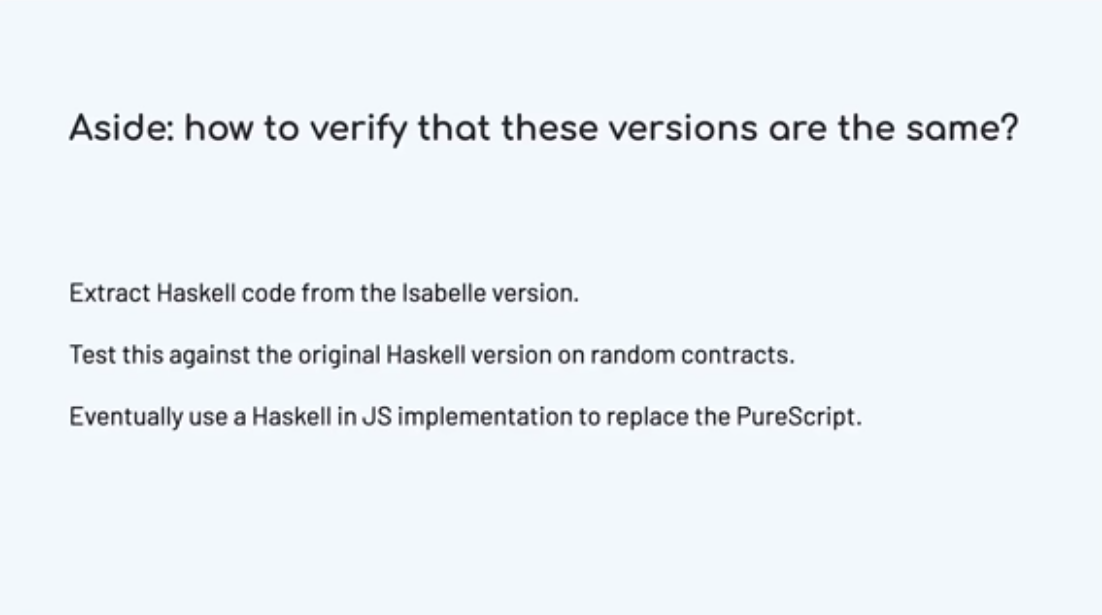 Aside: how to verify that these versions are the same?
Extract Haskell code from the Isabelle version.
Test this against the original Haskell version on random contracts.
Eventually use a Haskell in JS implementation to replace the PureScript.